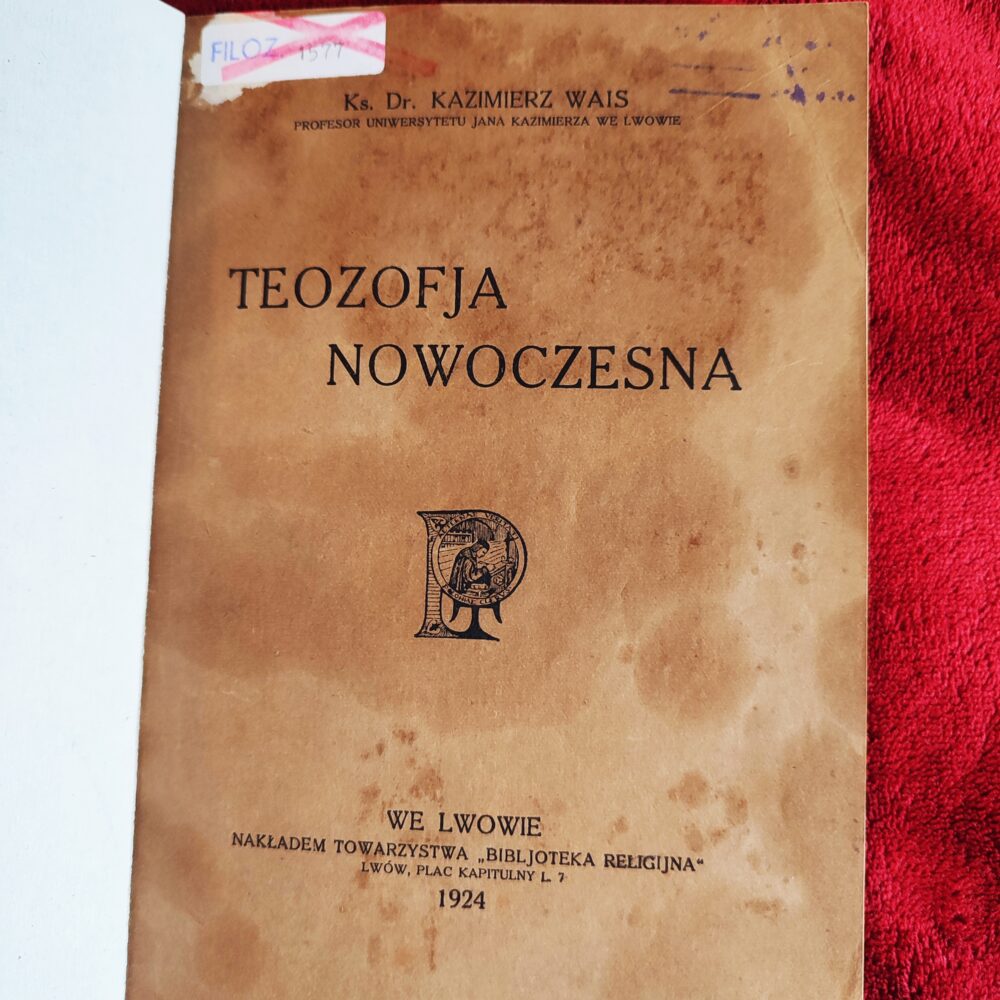 FILOZ. 1577
Ks. Dr. KAZIMIERZ WAIS
PROFESOR UNIWERSYTETU JANA KAZIMIERZA WE LWOWIE
TEOZOFJA
NOWOCZESNA
WE LWOWIE
NAKŁADEM TOWARZYSTWA „BIBLJOTEKA RELIGIJNA“
LWÓW, PLAC KAPITULNY L. 7
1924